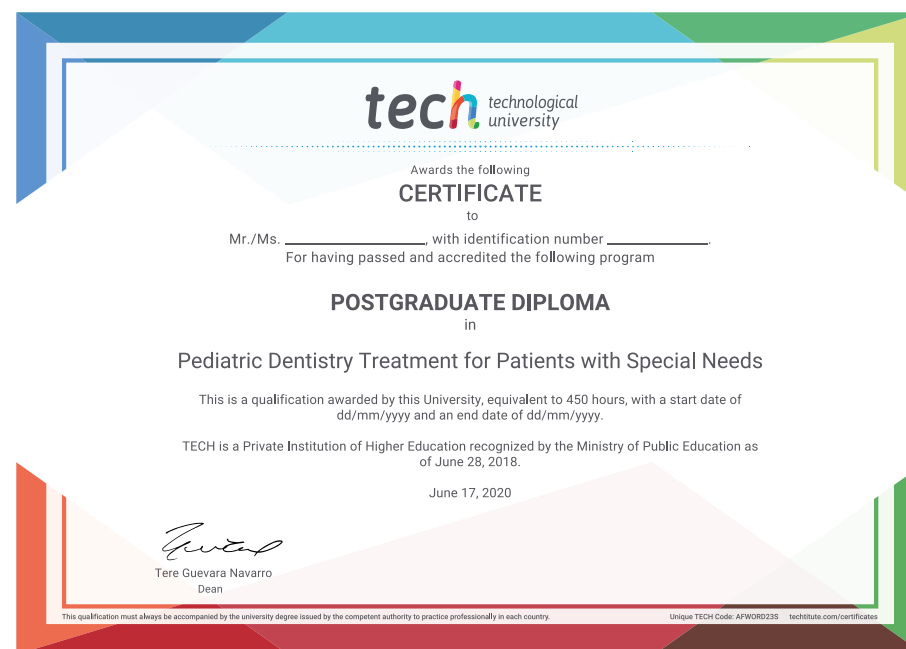 tech technological
university
Awards the following
CERTIFICATE
to
Mr./Ms. ________________, with identification number ____________.
For having passed and accredited the following program
POSTGRADUATE DIPLOMA
in
Pediatric Dentistry Treatment for Patients with Special Needs
This is a qualification awarded by this University, equivalent to 450 hours, with a start date of
dd/mm/yyyy and an end date of dd/mm/yyyy.
TECH is a Private Institution of Higher Education recognized by the Ministry of Public Education as
of June 28, 2018.
June 17, 2020
Tere Guevara Navarro
Dean
This qualification must always be accompanied by the university degree issued by the competent authority to practice professionally in each country.
Unique TECH Code: AFWORD23S techtitute.com/certificates